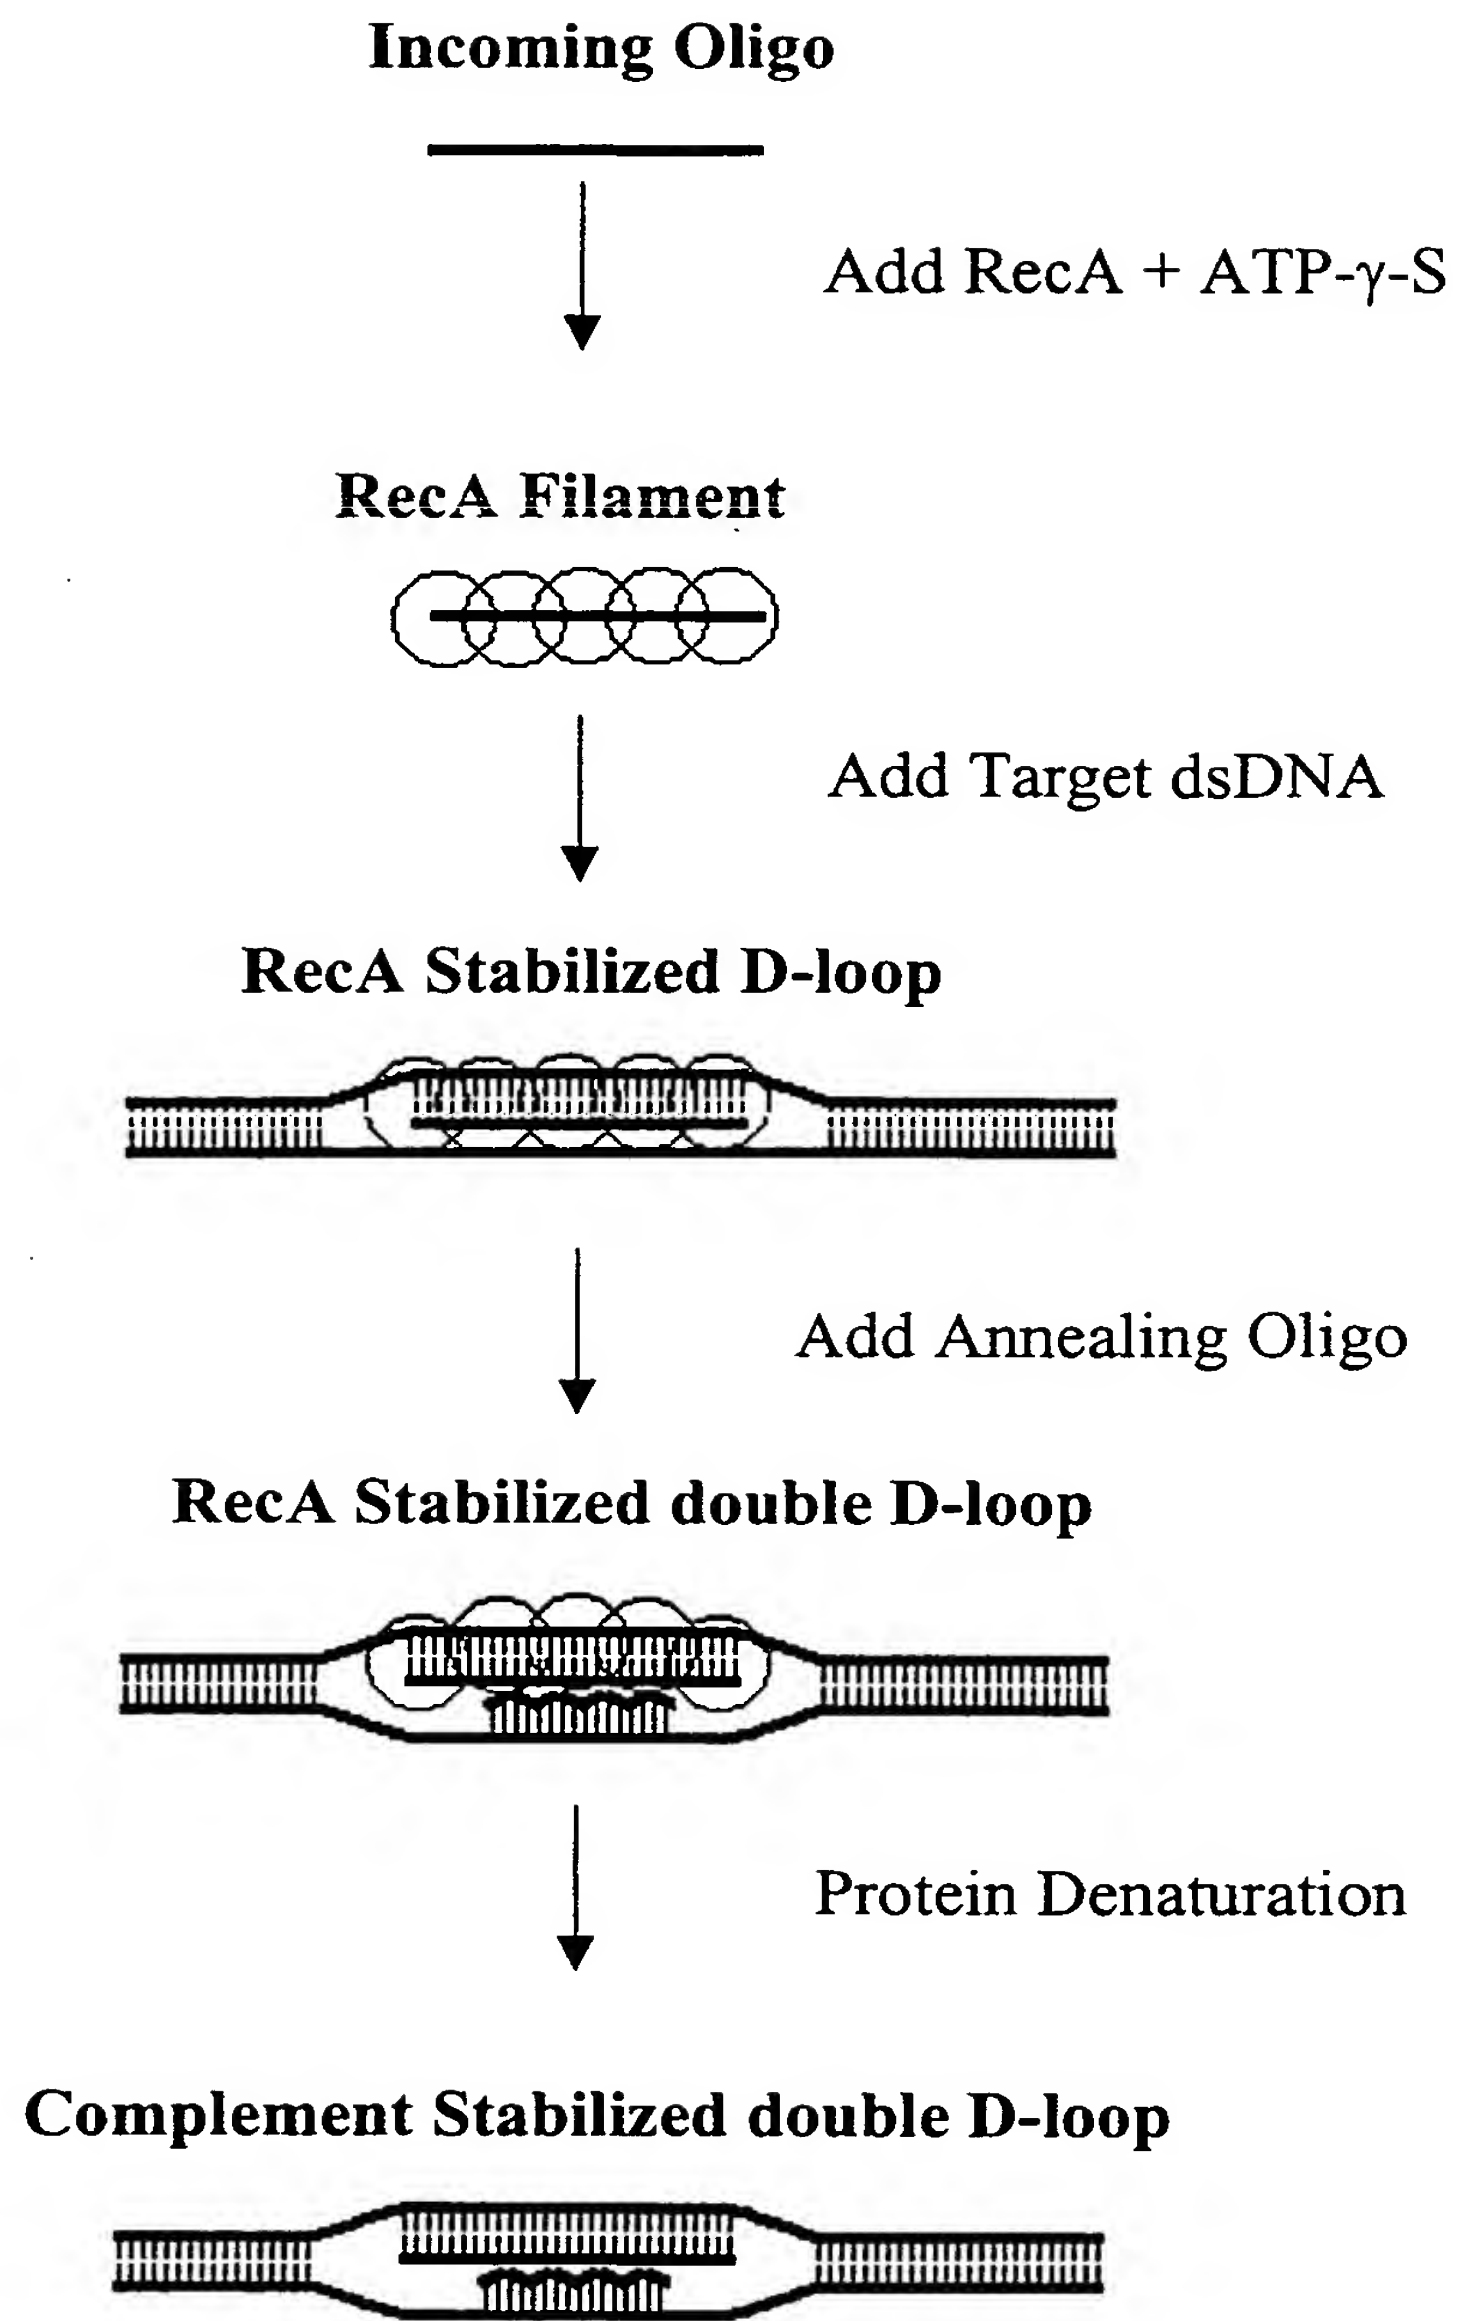 Incoming Oligo
Add RecA + ATP-γ-S
RecA Filament
Add Target dsDNA
RecA Stabilized D-loop
Add Annealing Oligo
RecA Stabilized double D-loop
Protein Denaturation
Complement Stabilized double D-loop